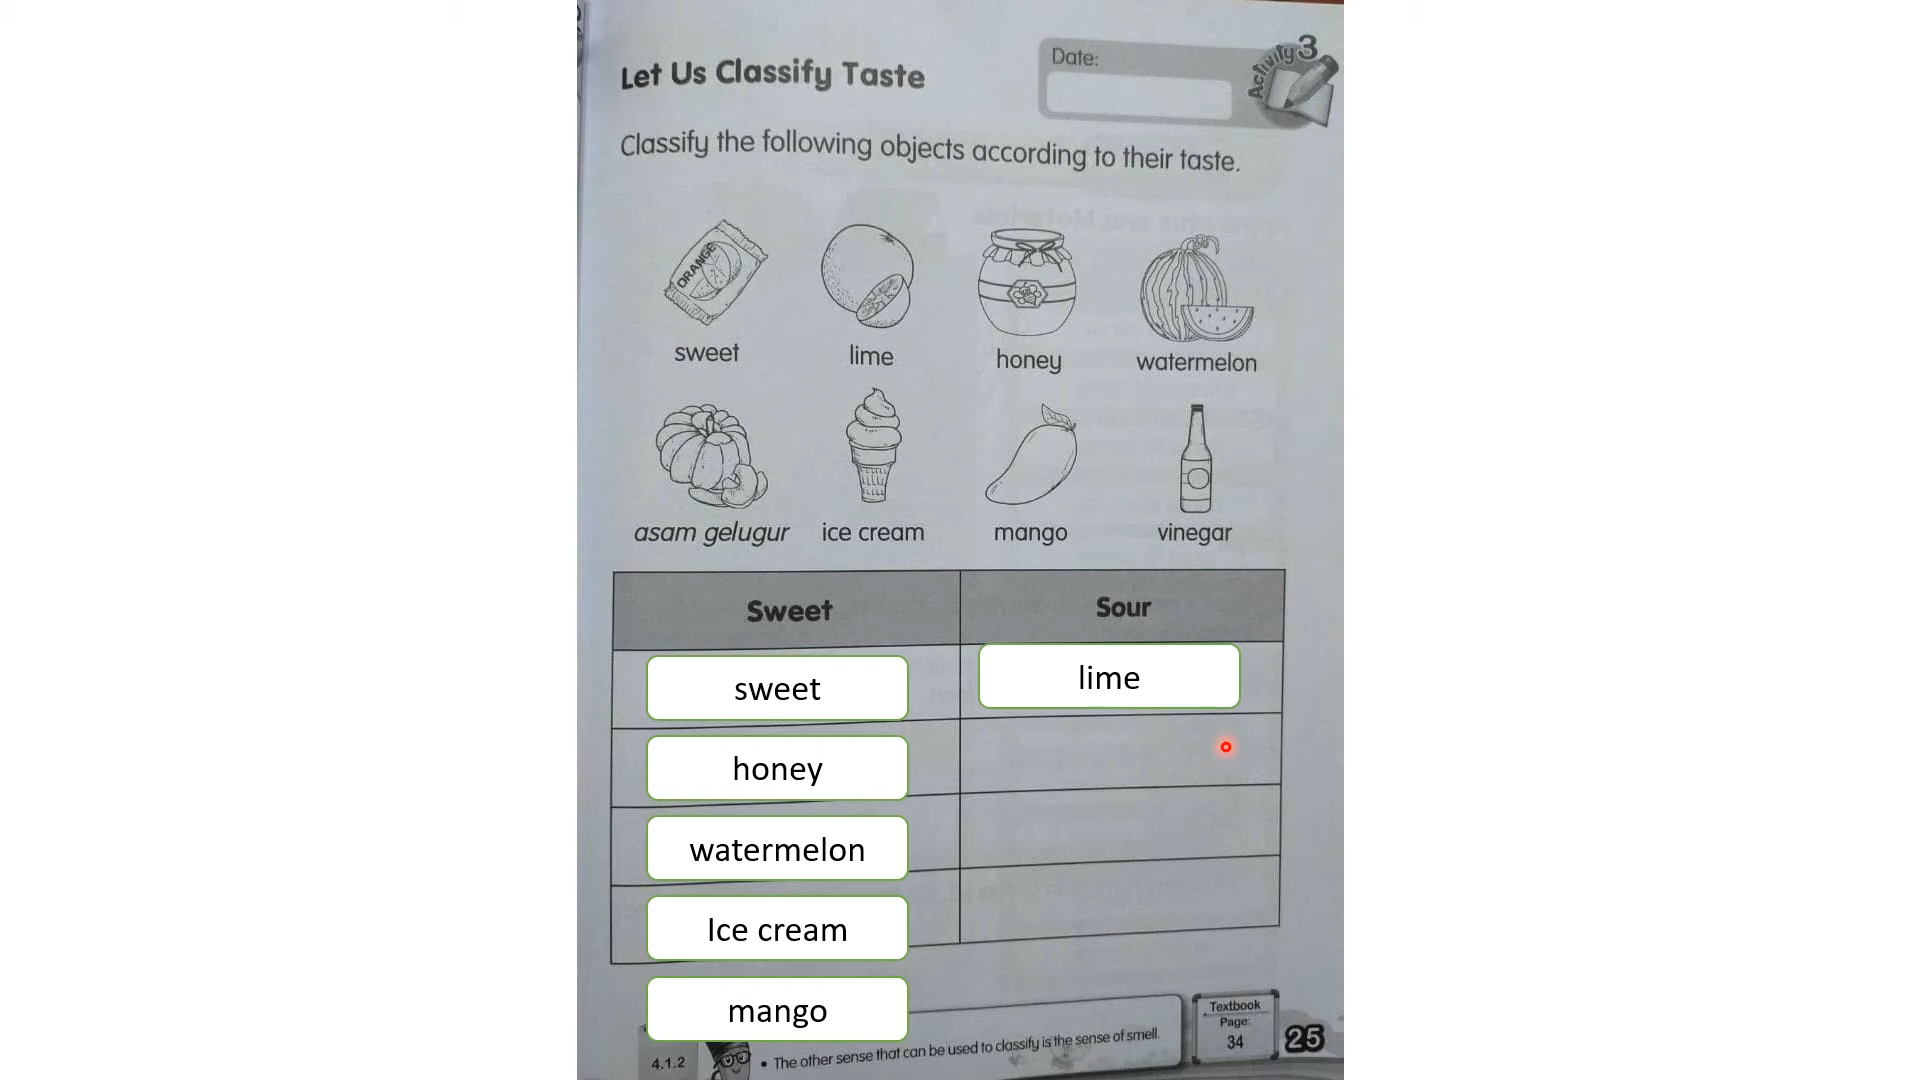 Let Us Classify Taste
Date:
Activity 3
Classify the following objects according to their taste.
ORANGE
sweet lime honey watermelon
asam gelugur ice cream mango vinegar
Sweet Sour
sweet lime
honey
watermelon
Ice cream
mango
4.1.2
• The other sense that can be used to classify is the sense of smell.
Textbook
Page:
34
25